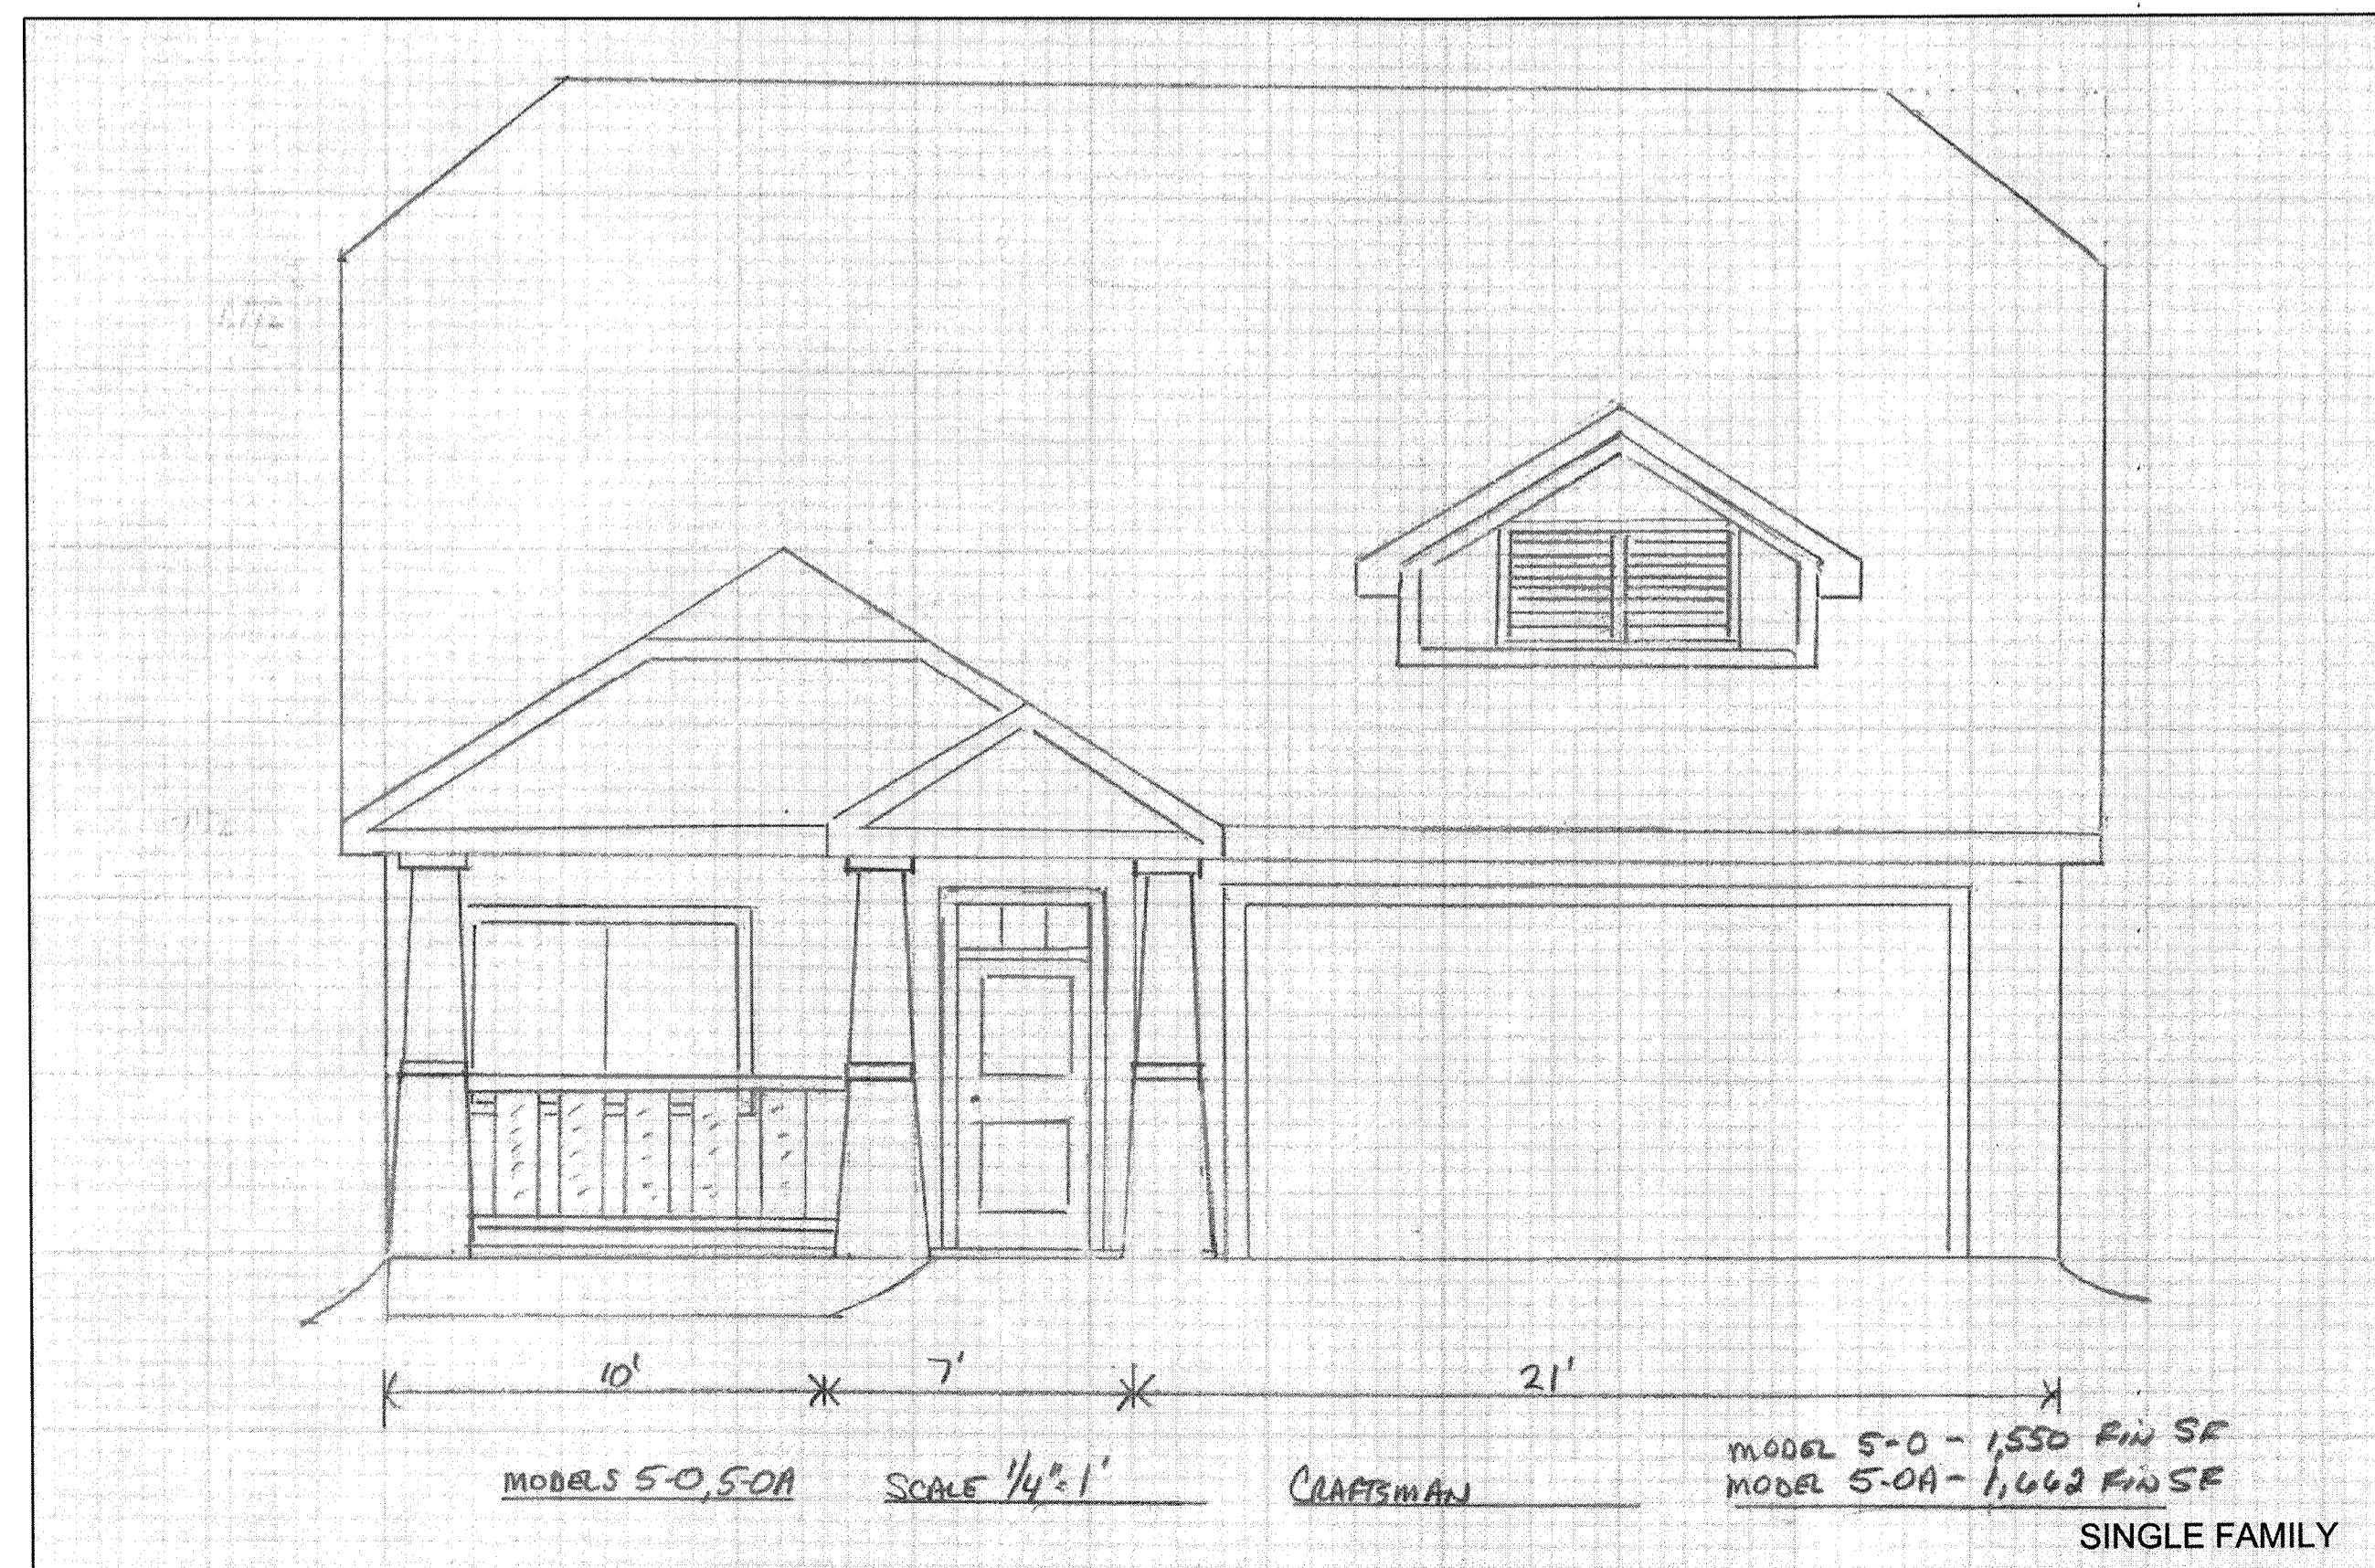 10' 7' 21'
MODELS 5-0, 5-0A SCALE 1/4"=1' CRAFTSMAN
MODEL 5-0 - 1,550 FIN SF
MODEL 5-0A - 1,662 FIN SF
SINGLE FAMILY